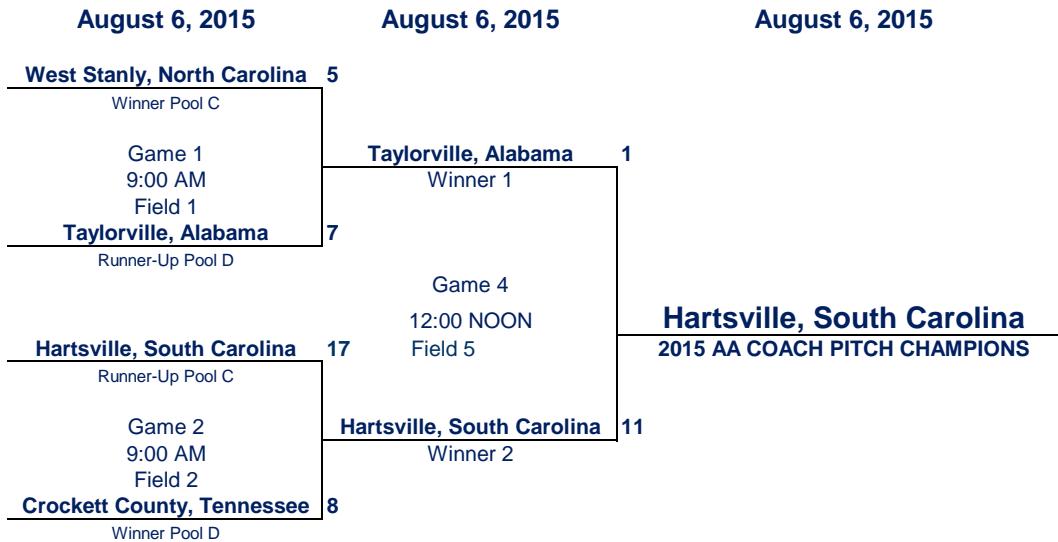 August 6, 2015 August 6, 2015 August 6, 2015
West Stanly, North Carolina 5
Winner Pool C
Game 1
9:00 AM
Field 1
Taylorville, Alabama 7
Runner-Up Pool D
Taylorville, Alabama 1
Winner 1
Game 4
12:00 NOON
Field 5
Hartsville, South Carolina 17
Runner-Up Pool C
Game 2
9:00 AM
Field 2
Crockett County, Tennessee 8
Winner Pool D
Hartsville, South Carolina 11
Winner 2
Hartsville, South Carolina
2015 AA COACH PITCH CHAMPIONS